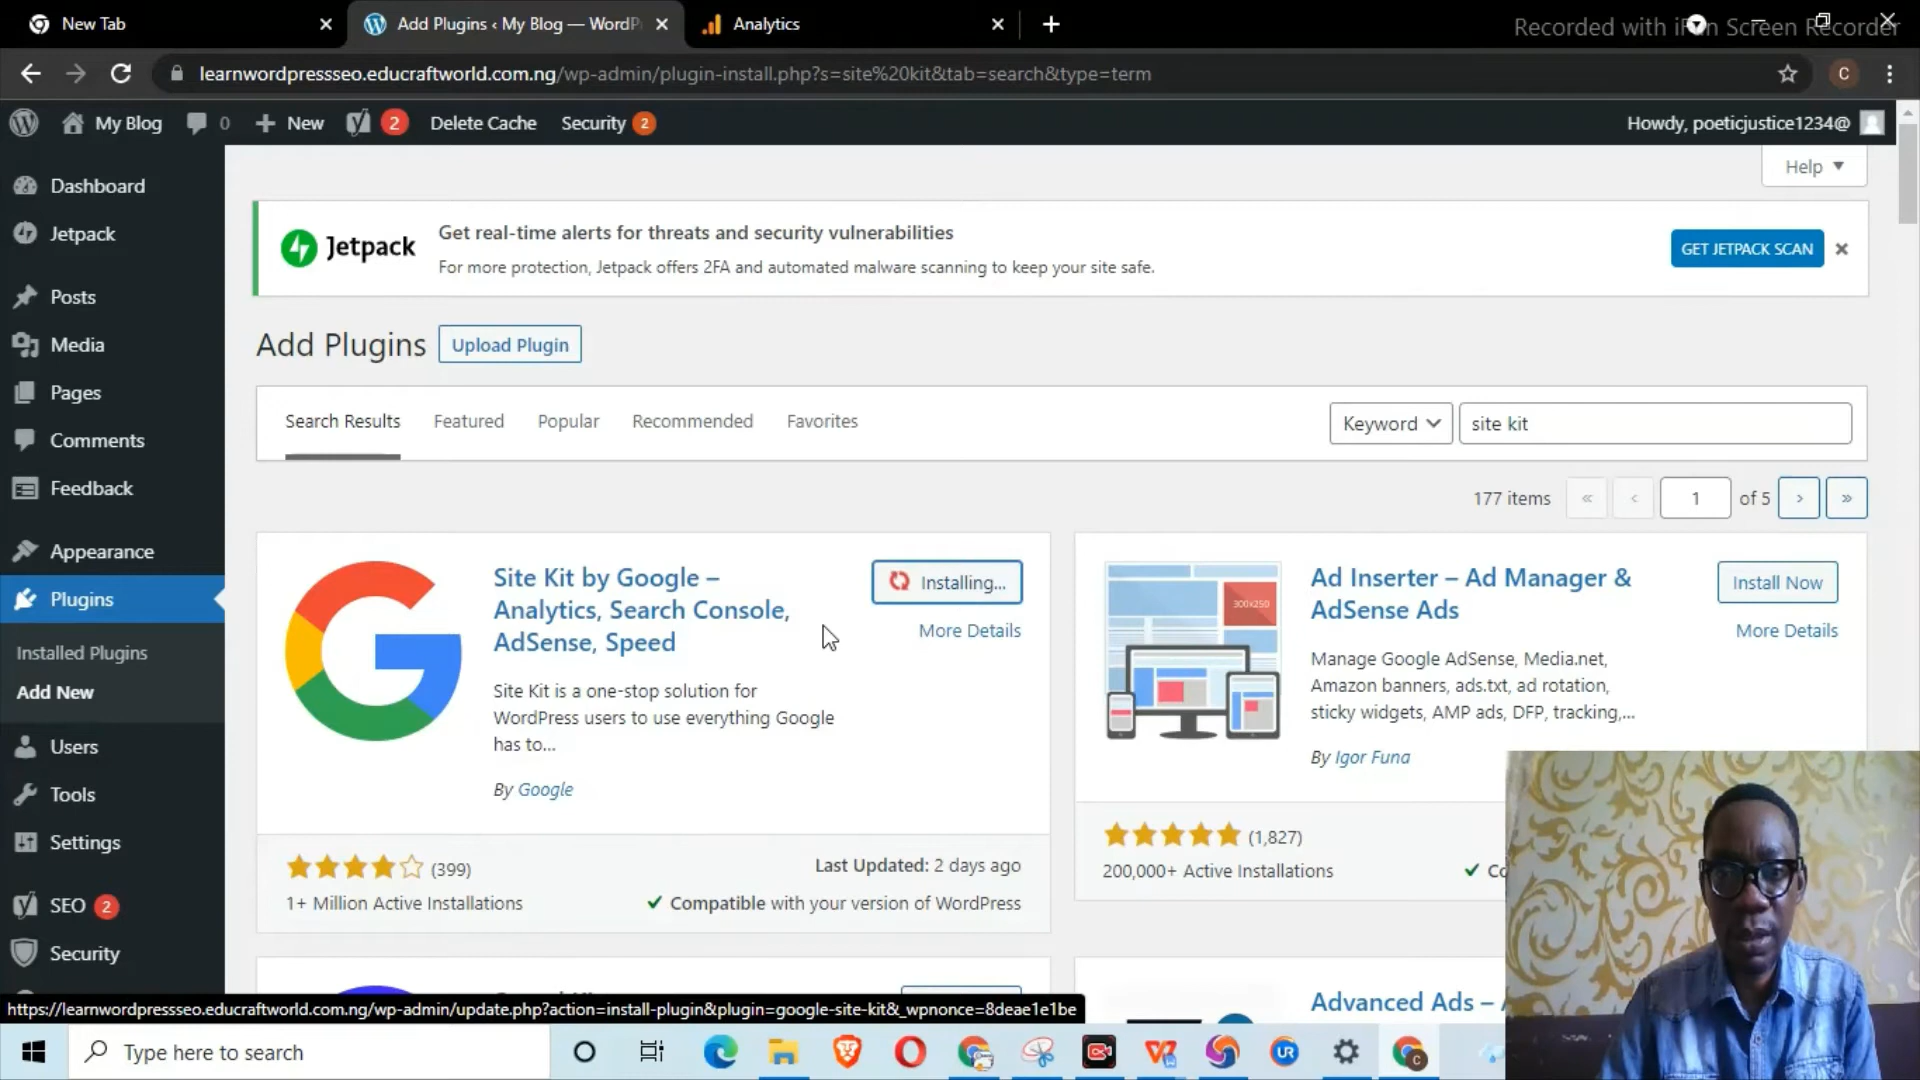 New Tab
Add Plugins ‹ My Blog — WordP
Analytics
Recorded with iFun Screen Recorder
learnwordpressseo.educraftworld.com.ng/wp-admin/plugin-install.php?s=site%20kit&tab=search&type=term
C
My Blog
0
New
2
Delete Cache
Security 2
Howdy, poeticjustice1234@
Help
Dashboard
Jetpack
Posts
Media
Pages
Comments
Feedback
Appearance
Plugins
Installed Plugins
Add New
Users
Tools
Settings
SEO 2
Security
Jetpack
Get real-time alerts for threats and security vulnerabilities
For more protection, Jetpack offers 2FA and automated malware scanning to keep your site safe.
GET JETPACK SCAN
Add Plugins
Upload Plugin
Search Results
Featured
Popular
Recommended
Favorites
Keyword
site kit
177 items
«
‹
1
of 5
›
»
Site Kit by Google –
Analytics, Search Console,
AdSense, Speed
Installing...
More Details
Site Kit is a one-stop solution for
WordPress users to use everything Google
has to...
By Google
(399)
Last Updated: 2 days ago
1+ Million Active Installations
Compatible with your version of WordPress
300x250
Ad Inserter – Ad Manager &
AdSense Ads
Install Now
More Details
Manage Google AdSense, Media.net,
Amazon banners, ads.txt, ad rotation,
sticky widgets, AMP ads, DFP, tracking,...
By Igor Funa
(1,827)
200,000+ Active Installations
Co
Advanced Ads –
https://learnwordpressseo.educraftworld.com.ng/wp-admin/update.php?action=install-plugin&plugin=google-site-kit&_wpnonce=8deae1e1be
Type here to search
UR
C